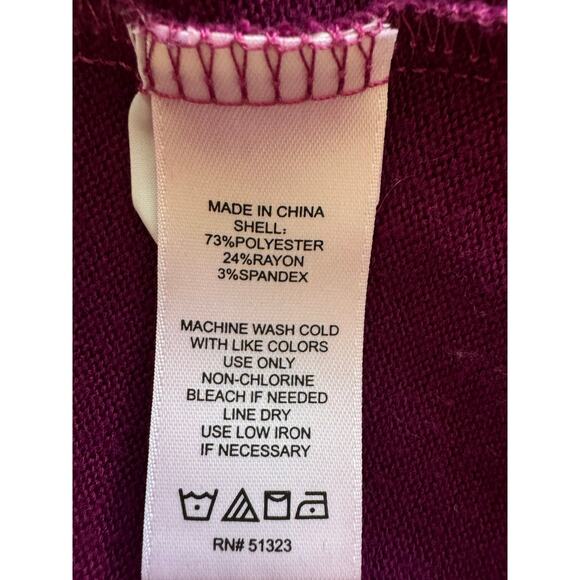 MADE IN CHINA
SHELL:
73%POLYESTER
24%RAYON
3%SPANDEX
MACHINE WASH COLD
WITH LIKE COLORS
USE ONLY
NON-CHLORINE
BLEACH IF NEEDED
LINE DRY
USE LOW IRON
IF NECESSARY
RN# 51323